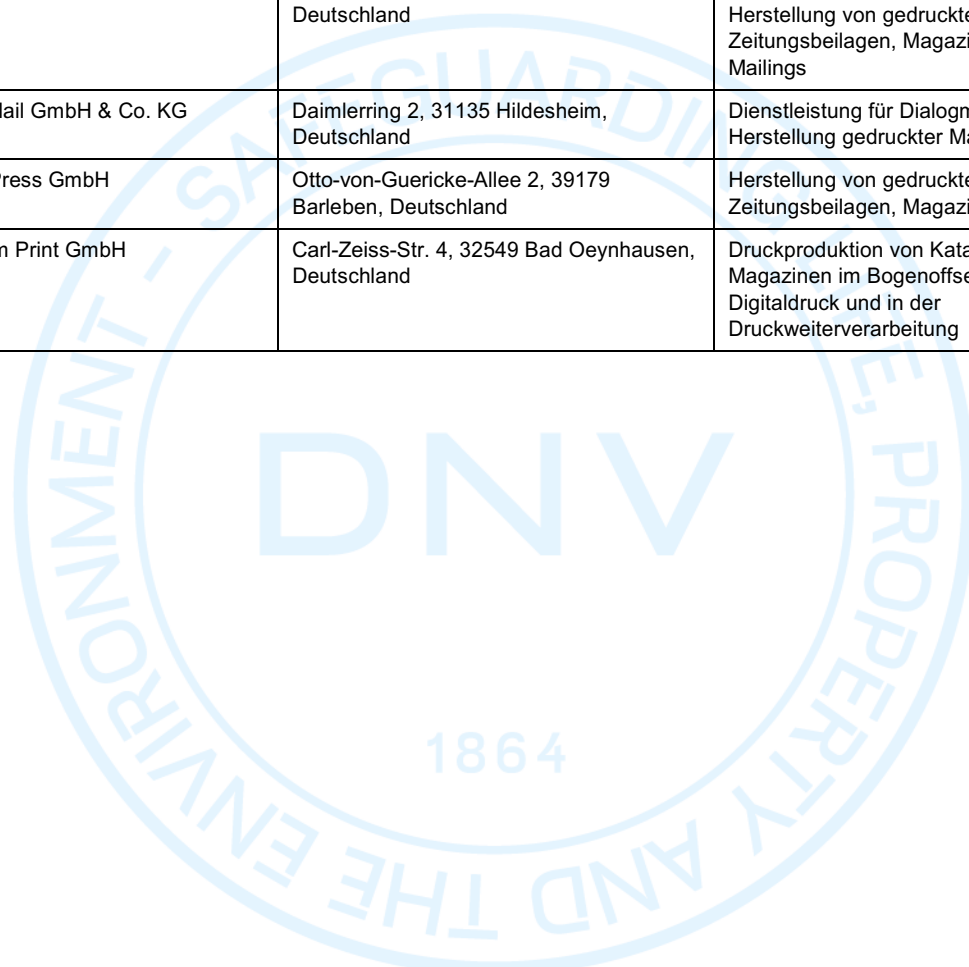 Deutschland
Herstellung von gedruckte
Zeitungsbeilagen, Magazi
Mailings
ail GmbH & Co. KG
Daimlerring 2, 31135 Hildesheim,
Deutschland
Dienstleistung für Dialogm
Herstellung gedruckter Ma
Press GmbH
Otto-von-Guericke-Allee 2, 39179
Barleben, Deutschland
Herstellung von gedruckte
Zeitungsbeilagen, Magazi
m Print GmbH
Carl-Zeiss-Str. 4, 32549 Bad Oeynhausen,
Deutschland
Druckproduktion von Kata
Magazinen im Bogenoffse
Digitaldruck und in der
Druckweiterverarbeitung
SAFEGUARDING LIFE, PROPERTY AND THE ENVIRONMENT -
DNV
1864